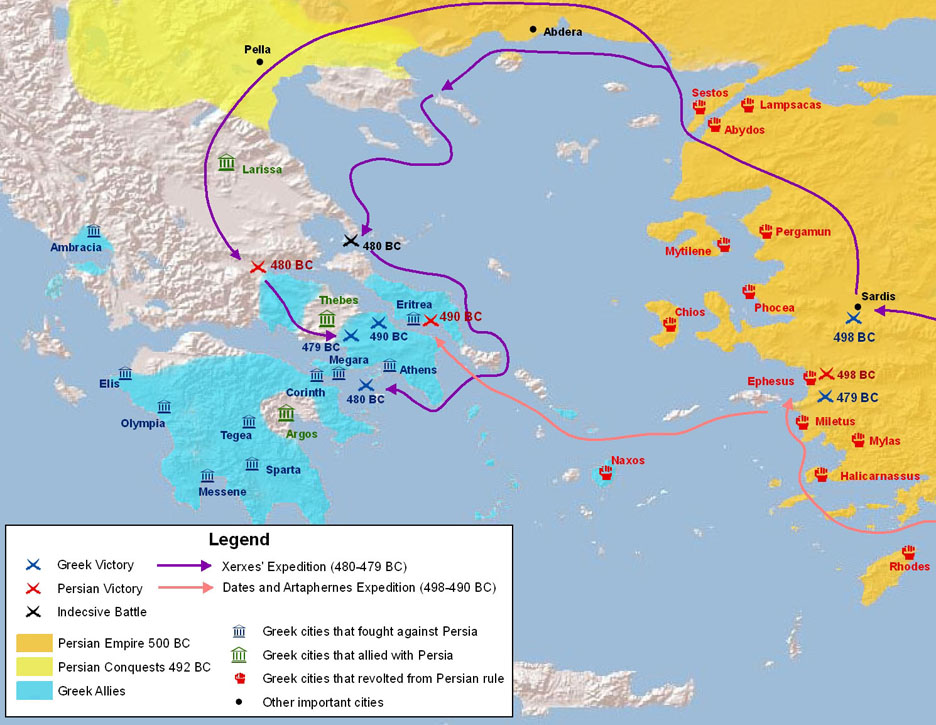 Pella
Abdera
Sestos
Lampsacas
Abydos
Larissa
Ambracia
480 BC
Pergamun
Mytilene
480 BC
Thebes
Eritrea
Phocea
Sardis
Chios
490 BC
490 BC
498 BC
479 BC
Megara
Athens
Elis
Corinth
480 BC
Ephesus
498 BC
479 BC
Olympia
Tegea
Argos
Miletus
Mylas
Sparta
Naxos
Halicarnassus
Messene
Rhodes
Legend
Greek Victory
Xerxes' Expedition (480-479 BC)
Persian Victory
Dates and Artaphernes Expedition (498-490 BC)
Indecsive Battle
Greek cities that fought against Persia
Persian Empire 500 BC
Greek cities that allied with Persia
Persian Conquests 492 BC
Greek cities that revolted from Persian rule
Greek Allies
Other important cities